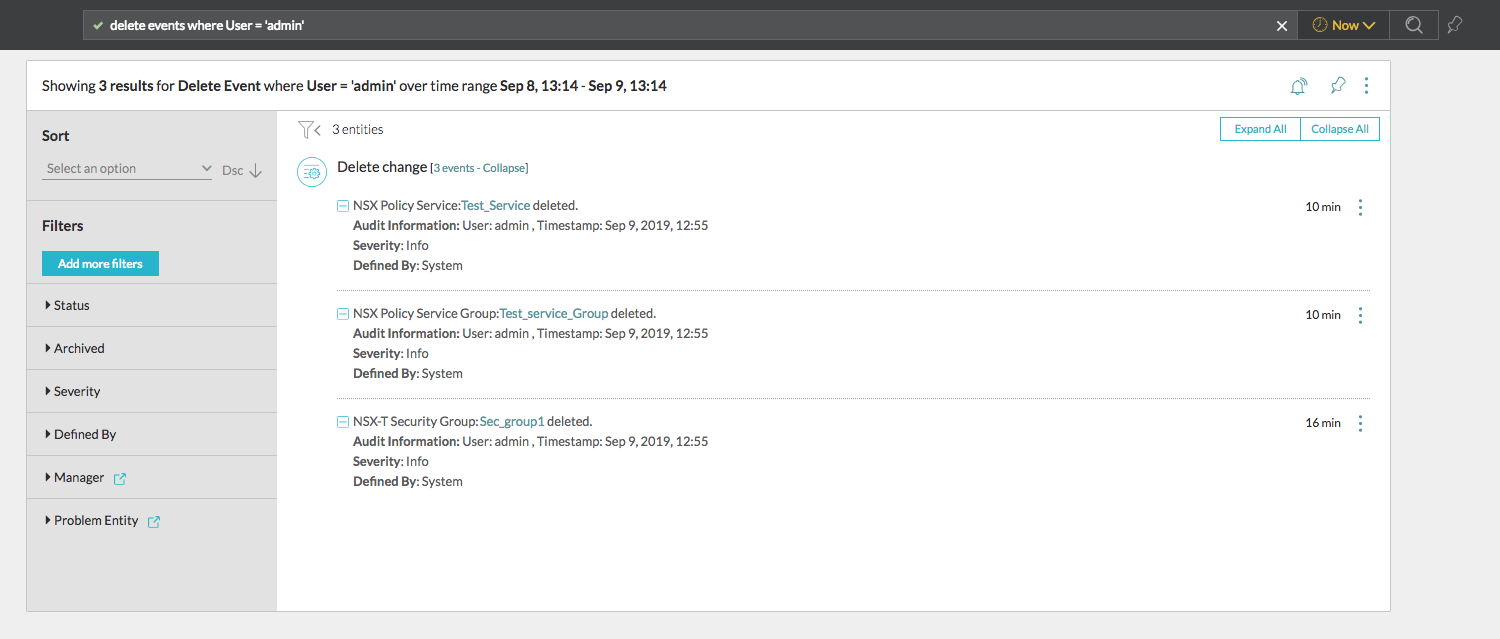 delete events where User = 'admin'
Now
Showing 3 results for Delete Event where User = 'admin' over time range Sep 8, 13:14 - Sep 9, 13:14
Sort
Select an option
Dsc
Filters
Add more filters
Status
Archived
Severity
Defined By
Manager
Problem Entity
3 entities
Expand All
Collapse All
Delete change [3 events - Collapse]
NSX Policy Service:Test_Service deleted.
10 min
Audit Information: User: admin , Timestamp: Sep 9, 2019, 12:55
Severity: Info
Defined By: System
NSX Policy Service Group:Test_service_Group deleted.
10 min
Audit Information: User: admin , Timestamp: Sep 9, 2019, 12:55
Severity: Info
Defined By: System
NSX-T Security Group:Sec_group1 deleted.
16 min
Audit Information: User: admin , Timestamp: Sep 9, 2019, 12:55
Severity: Info
Defined By: System